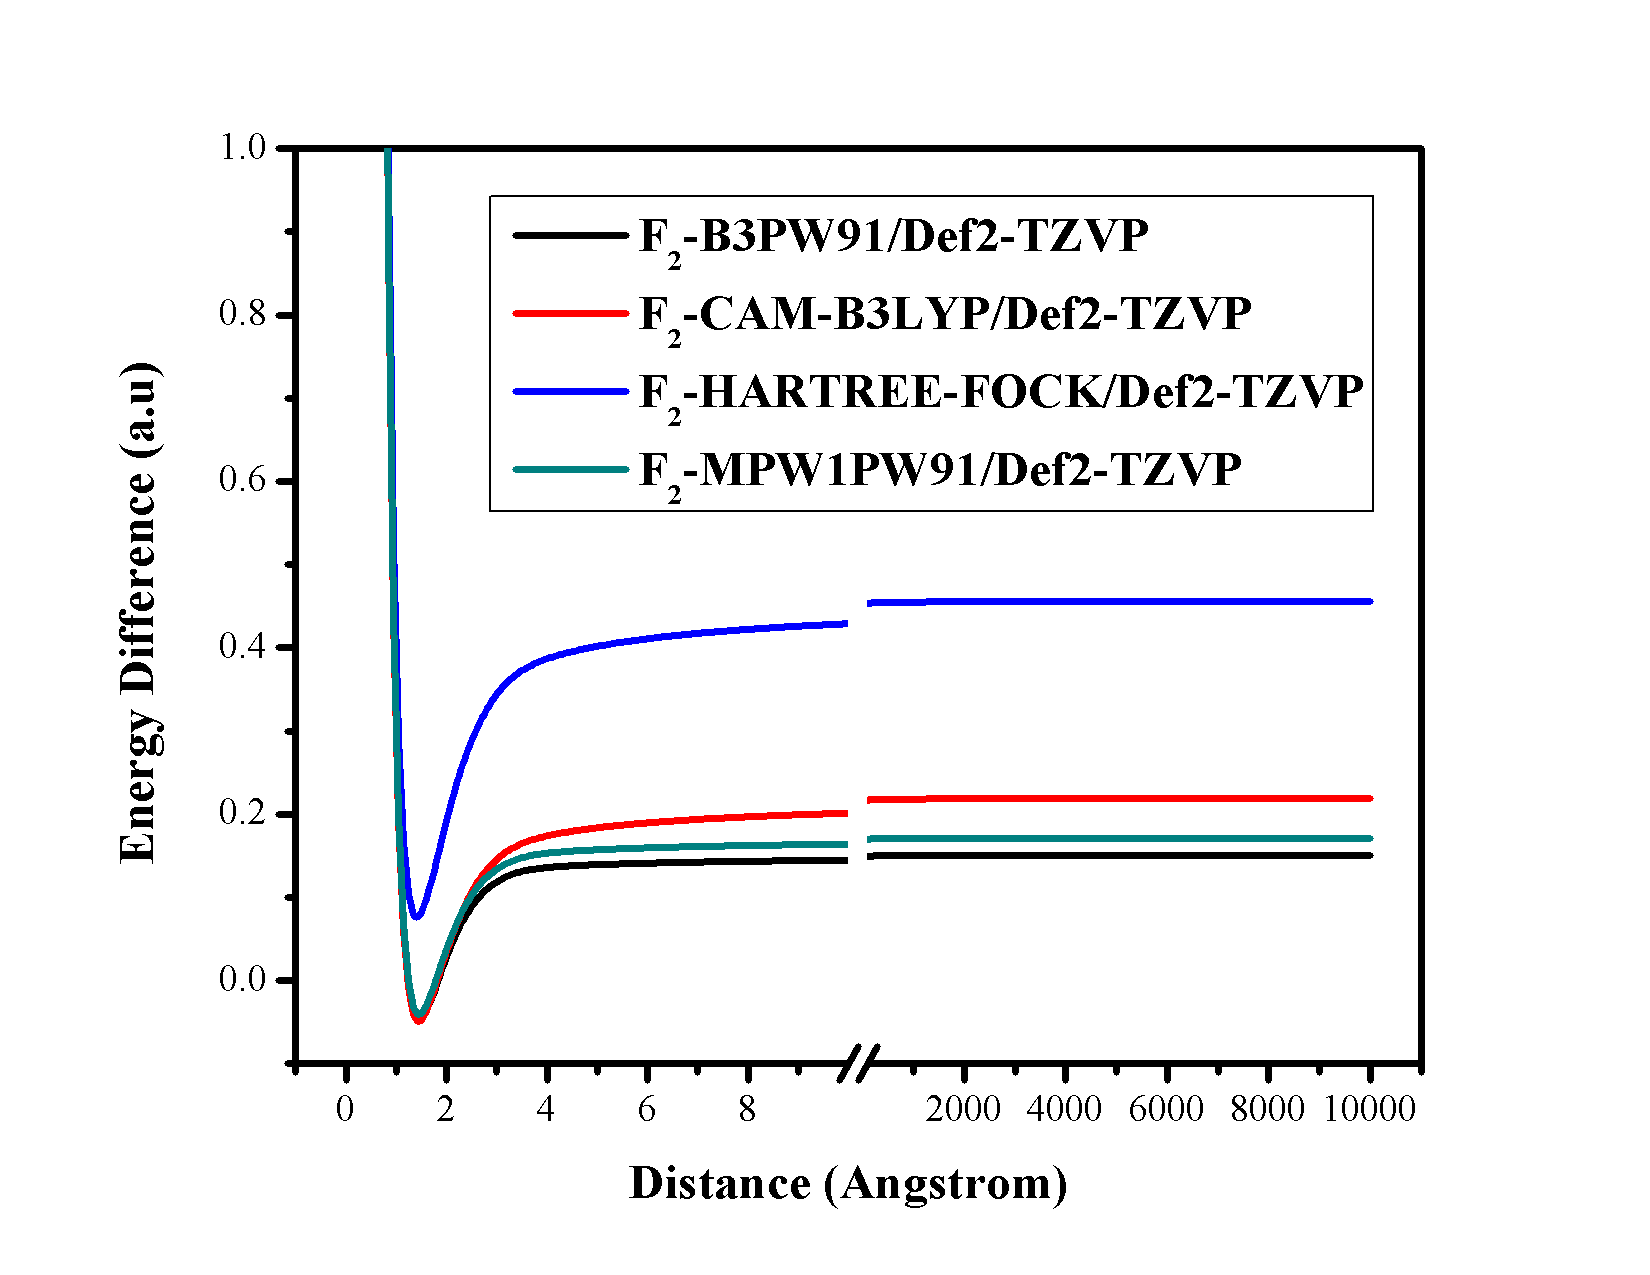 1.0
0.8
0.6
0.4
0.2
0.0
Energy Difference (a.u)
F2-B3PW91/Def2-TZVP
F2-CAM-B3LYP/Def2-TZVP
F2-HARTREE-FOCK/Def2-TZVP
F2-MPW1PW91/Def2-TZVP
0 2 4 6 8 2000 4000 6000 8000 10000
Distance (Angstrom)